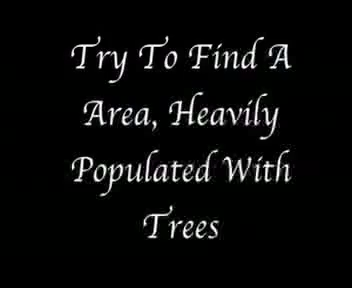 Try To Find A
Area, Heavily
Populated With
Trees